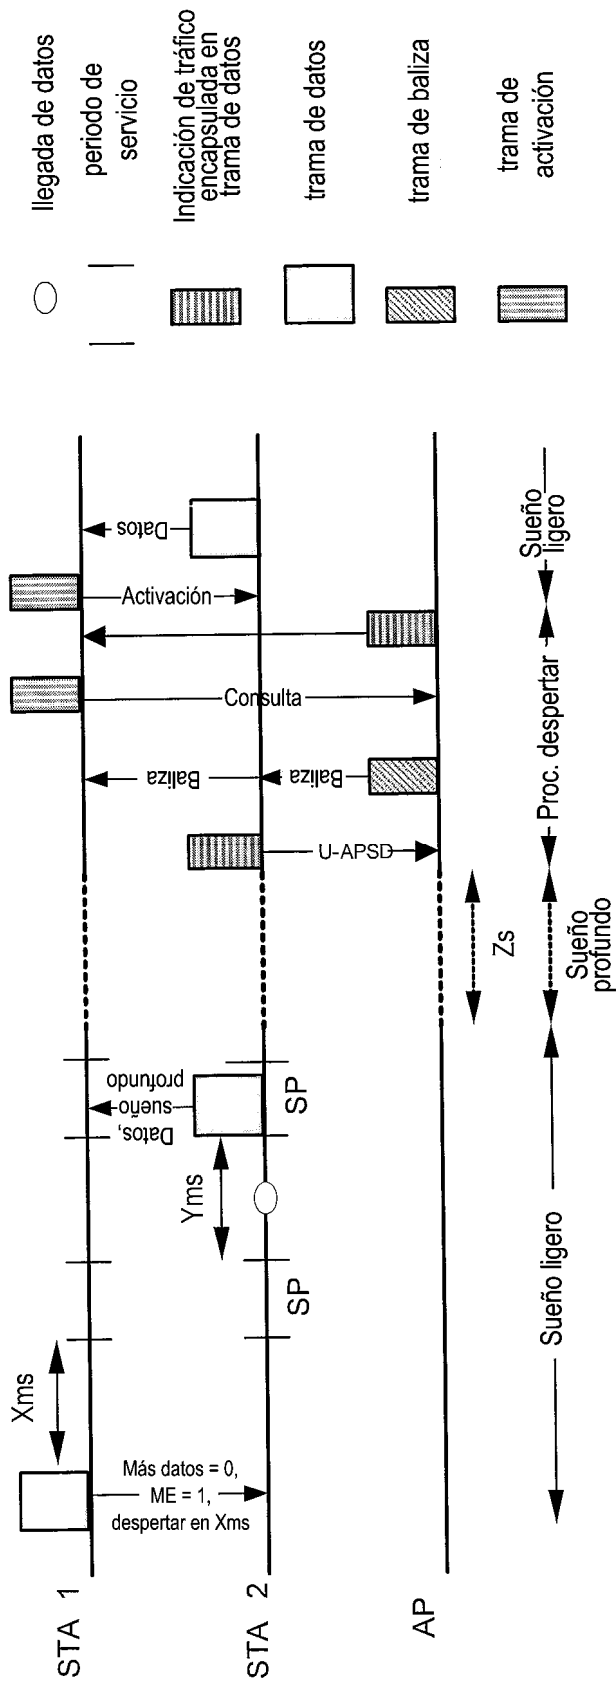 llegada de datos
periodo de
servicio
Indicación de tráfico
encapsulada en
trama de datos
trama de datos
trama de baliza
trama de
activación
STA 1
STA 2
AP
Más datos = 0,
ME = 1,
despertar en Xms
Xms
SP
Yms
Datos,
sueño
profundo
SP
Zs
U-APSD
Baliza
Baliza
Consulta
Activación
Datos
Sueño ligero
Sueño
profundo
Proc. despertar
Sueño
ligero